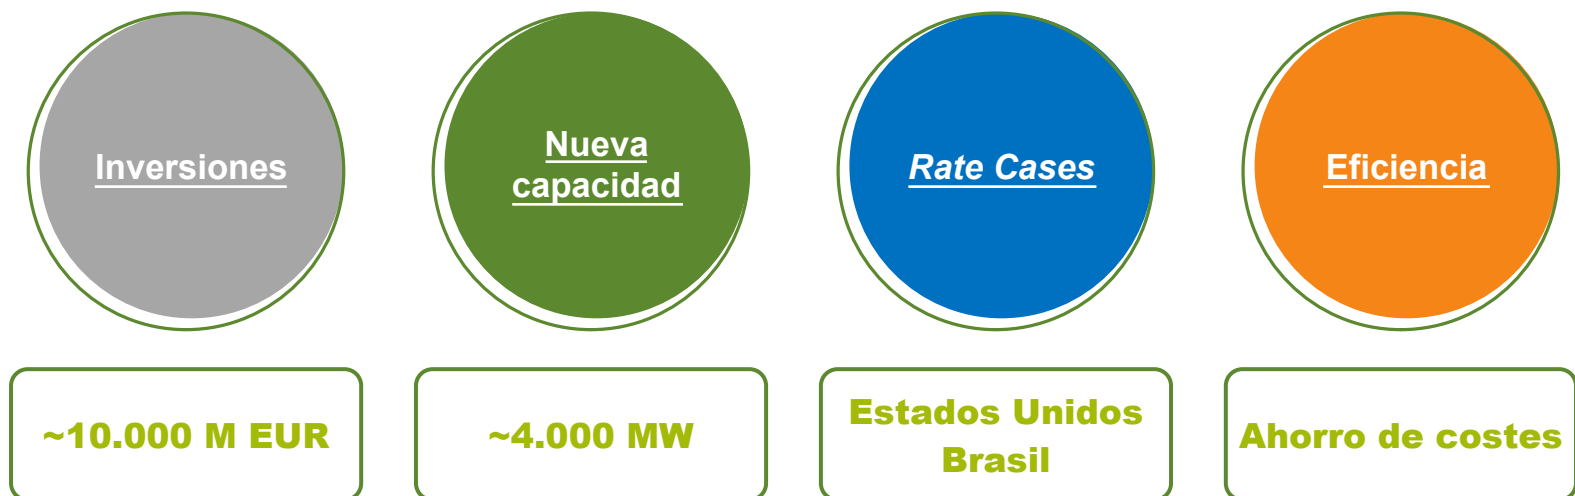 Inversiones
Nueva
capacidad
Rate Cases
Eficiencia
~10.000 M EUR
~4.000 MW
Estados Unidos
Brasil
Ahorro de costes